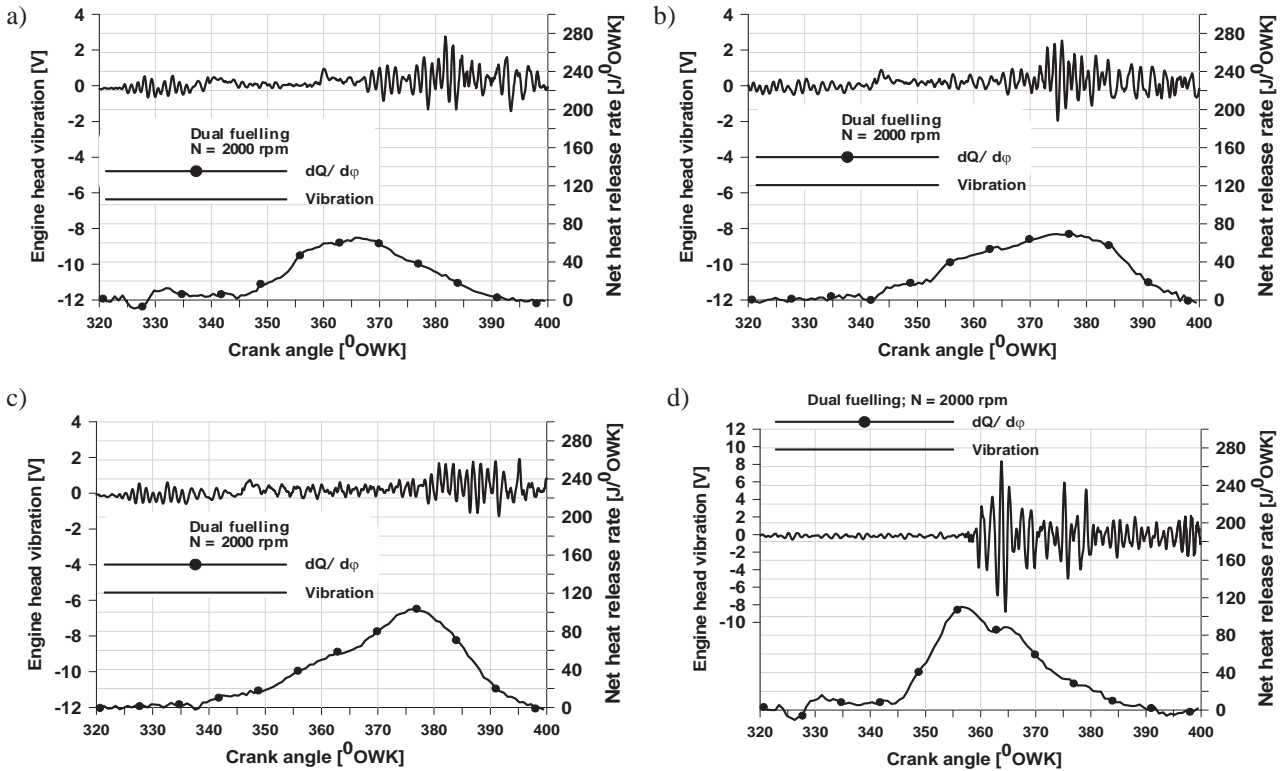 a)
4
2
0
-2
-4
-6
-8
-10
-12
Engine head vibration [V]
Dual fuelling
N = 2000 rpm
dQ/ dφ
Vibration
280
240
200
160
120
80
40
0
Net heat release rate [J/⁰OWK]
320 330 340 350 360 370 380 390 400
Crank angle [⁰OWK]
b)
4
2
0
-2
-4
-6
-8
-10
-12
Engine head vibration [V]
Dual fuelling
N = 2000 rpm
dQ/ dφ
Vibration
280
240
200
160
120
80
40
0
Net heat release rate [J/⁰OWK]
320 330 340 350 360 370 380 390 400
Crank angle [⁰OWK]
c)
4
2
0
-2
-4
-6
-8
-10
-12
Engine head vibration [V]
Dual fuelling
N = 2000 rpm
dQ/ dφ
Vibration
280
240
200
160
120
80
40
0
Net heat release rate [J/⁰OWK]
320 330 340 350 360 370 380 390 400
Crank angle [⁰OWK]
d)
Dual fuelling; N = 2000 rpm
dQ/ dφ
Vibration
12
10
8
6
4
2
0
-2
-4
-6
-8
-10
Engine head vibration [V]
280
240
200
160
120
80
40
0
Net heat release rate [J/⁰OWK]
320 330 340 350 360 370 380 390 400
Crank angle [⁰OWK]